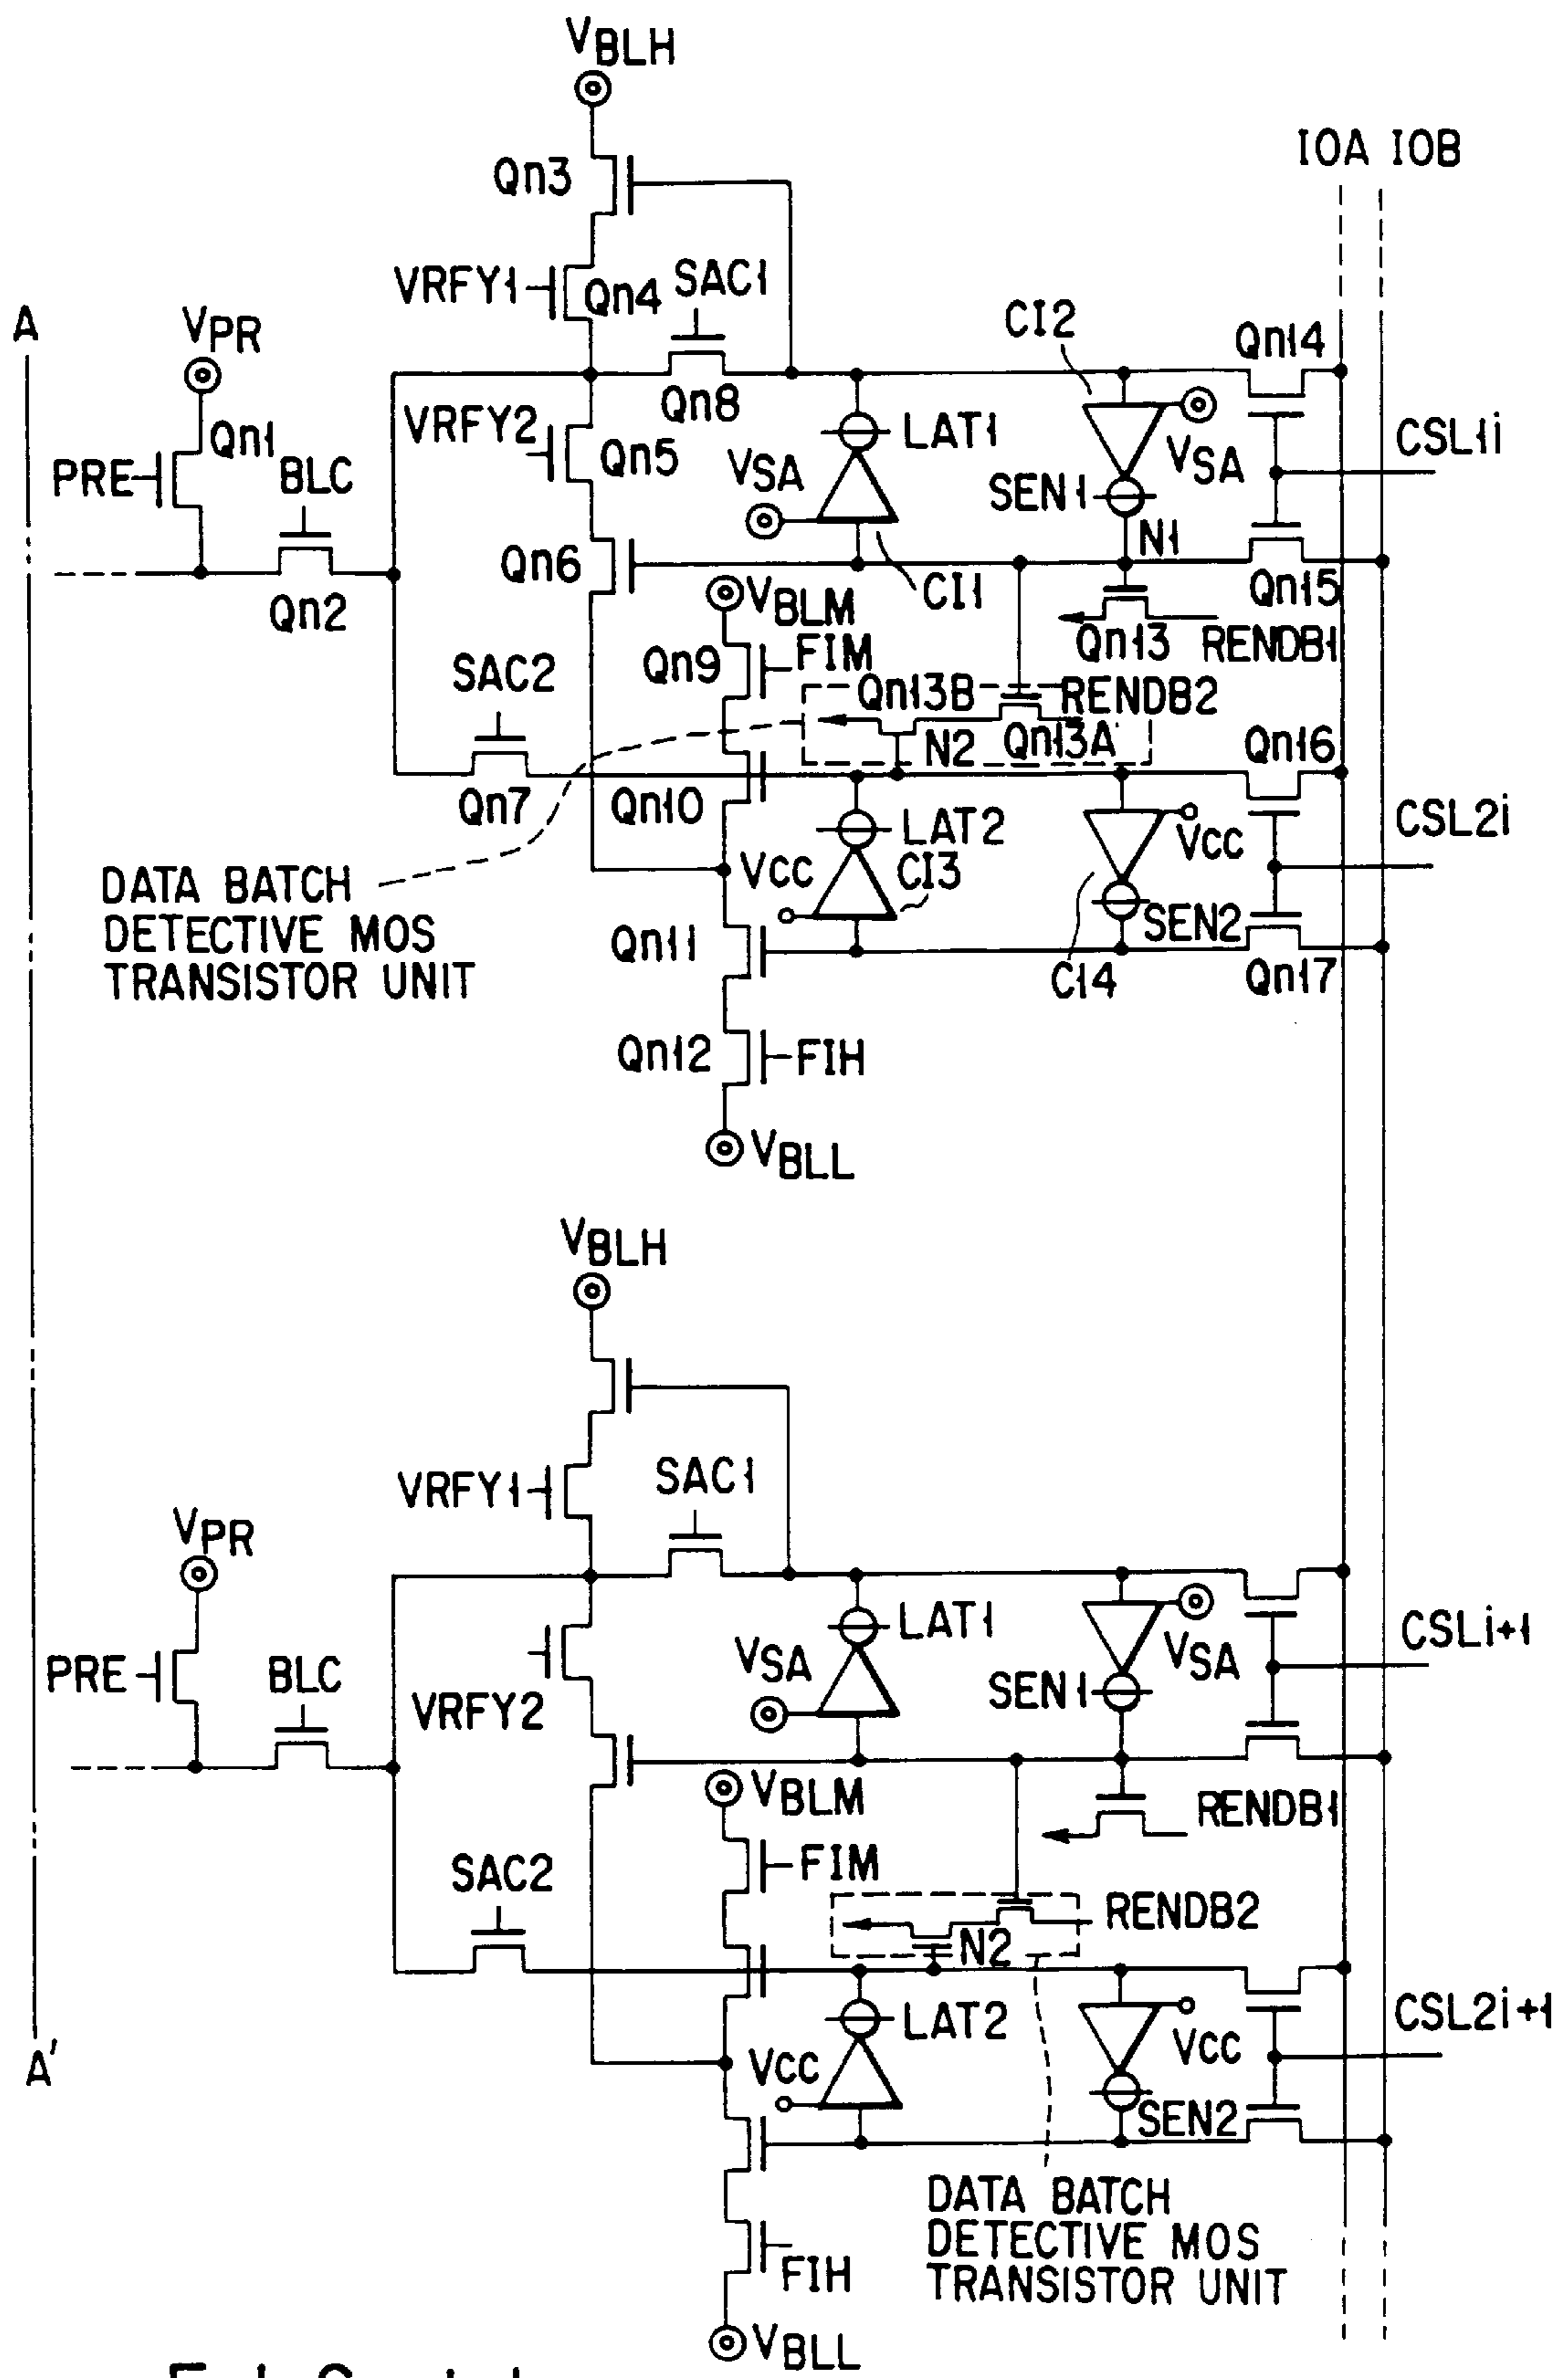 VBLH
IOA IOB
Qn3
VRFY1
Qn4
SAC1
A
VPR
CI2
Qn14
Qn1
VRFY2
Qn8
Qn5
LAT1
VSA
CSL1i
PRE
BLC
VSA
SEN1
Qn2
Qn6
N1
CI1
Qn15
VBLM
Qn13
RENDB1
SAC2
Qn9
FIM
Qn13B
RENDB2
N2
Qn13A
Qn16
Qn7
Qn10
LAT2
CSL2i
VCC
CI3
VCC
DATA BATCH
DETECTIVE MOS
TRANSISTOR UNIT
Qn11
SEN2
CI4
Qn17
Qn12
FIH
VBLL
VBLH
VRFY1
SAC1
VPR
LAT1
CSLi+1
PRE
BLC
VSA
VSA
SEN1
VRFY2
VBLM
RENDB1
SAC2
FIM
RENDB2
N2
LAT2
CSL2i+1
A'
VCC
VCC
SEN2
DATA BATCH
DETECTIVE MOS
TRANSISTOR UNIT
FIH
VBLL